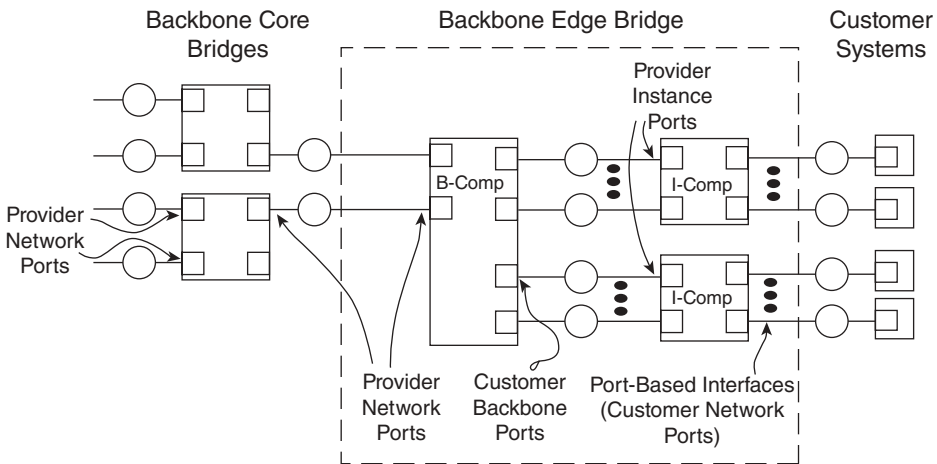 Backbone Core
Bridges
Backbone Edge Bridge
Customer
Systems
Provider
Instance
Ports
B-Comp
I-Comp
Provider
Network
Ports
I-Comp
Provider
Network
Ports
Customer
Backbone
Ports
Port-Based Interfaces
(Customer Network
Ports)